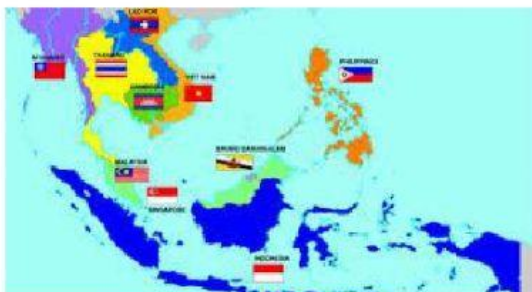 LAO PDR
MYANMAR
THAILAND
CAMBODIA
VIET NAM
PHILIPPINES
BRUNEI DARUSSALAM
MALAYSIA
SINGAPORE
INDONESIA